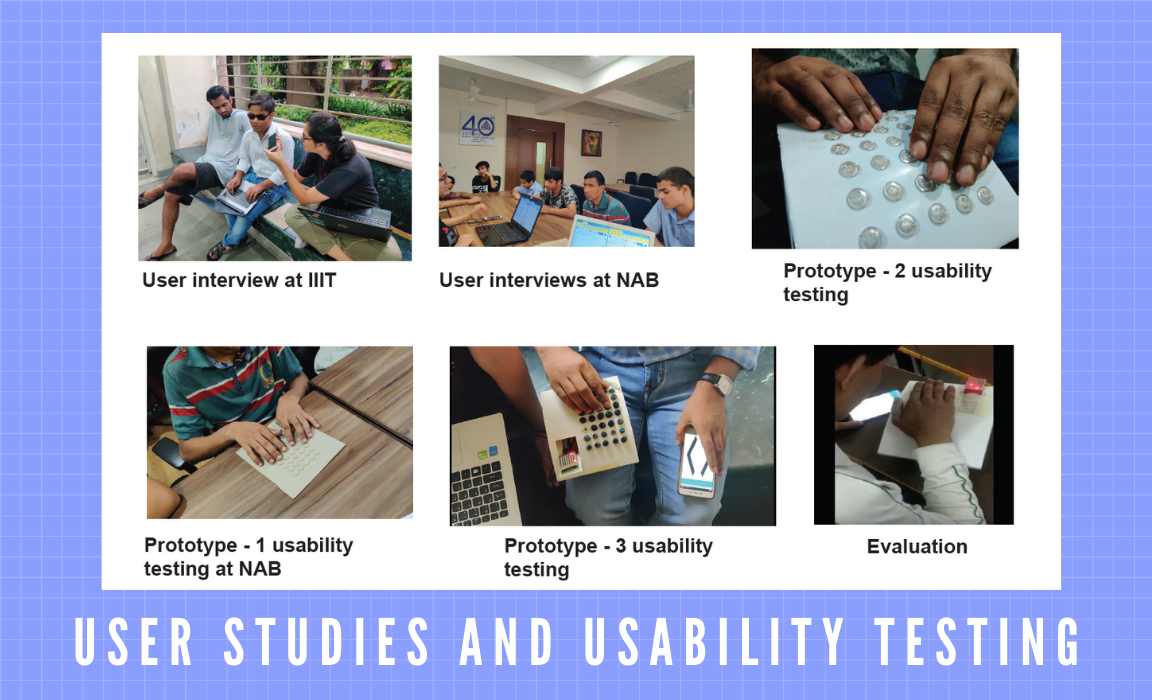 40
User interview at IIIT
User interviews at NAB
Prototype - 2 usability
testing
Prototype - 1 usability
testing at NAB
Prototype - 3 usability
testing
Evaluation
USER STUDIES AND USABILITY TESTING